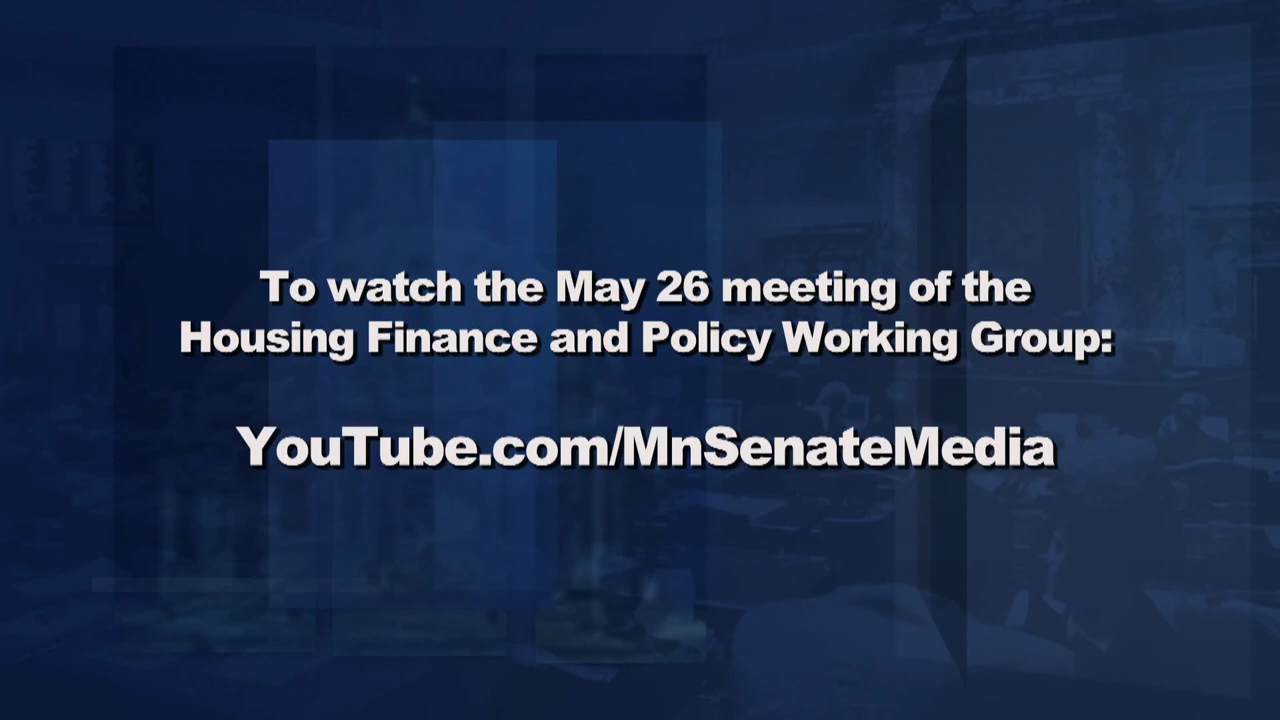 To watch the May 26 meeting of the
Housing Finance and Policy Working Group:
YouTube.com/MnSenateMedia